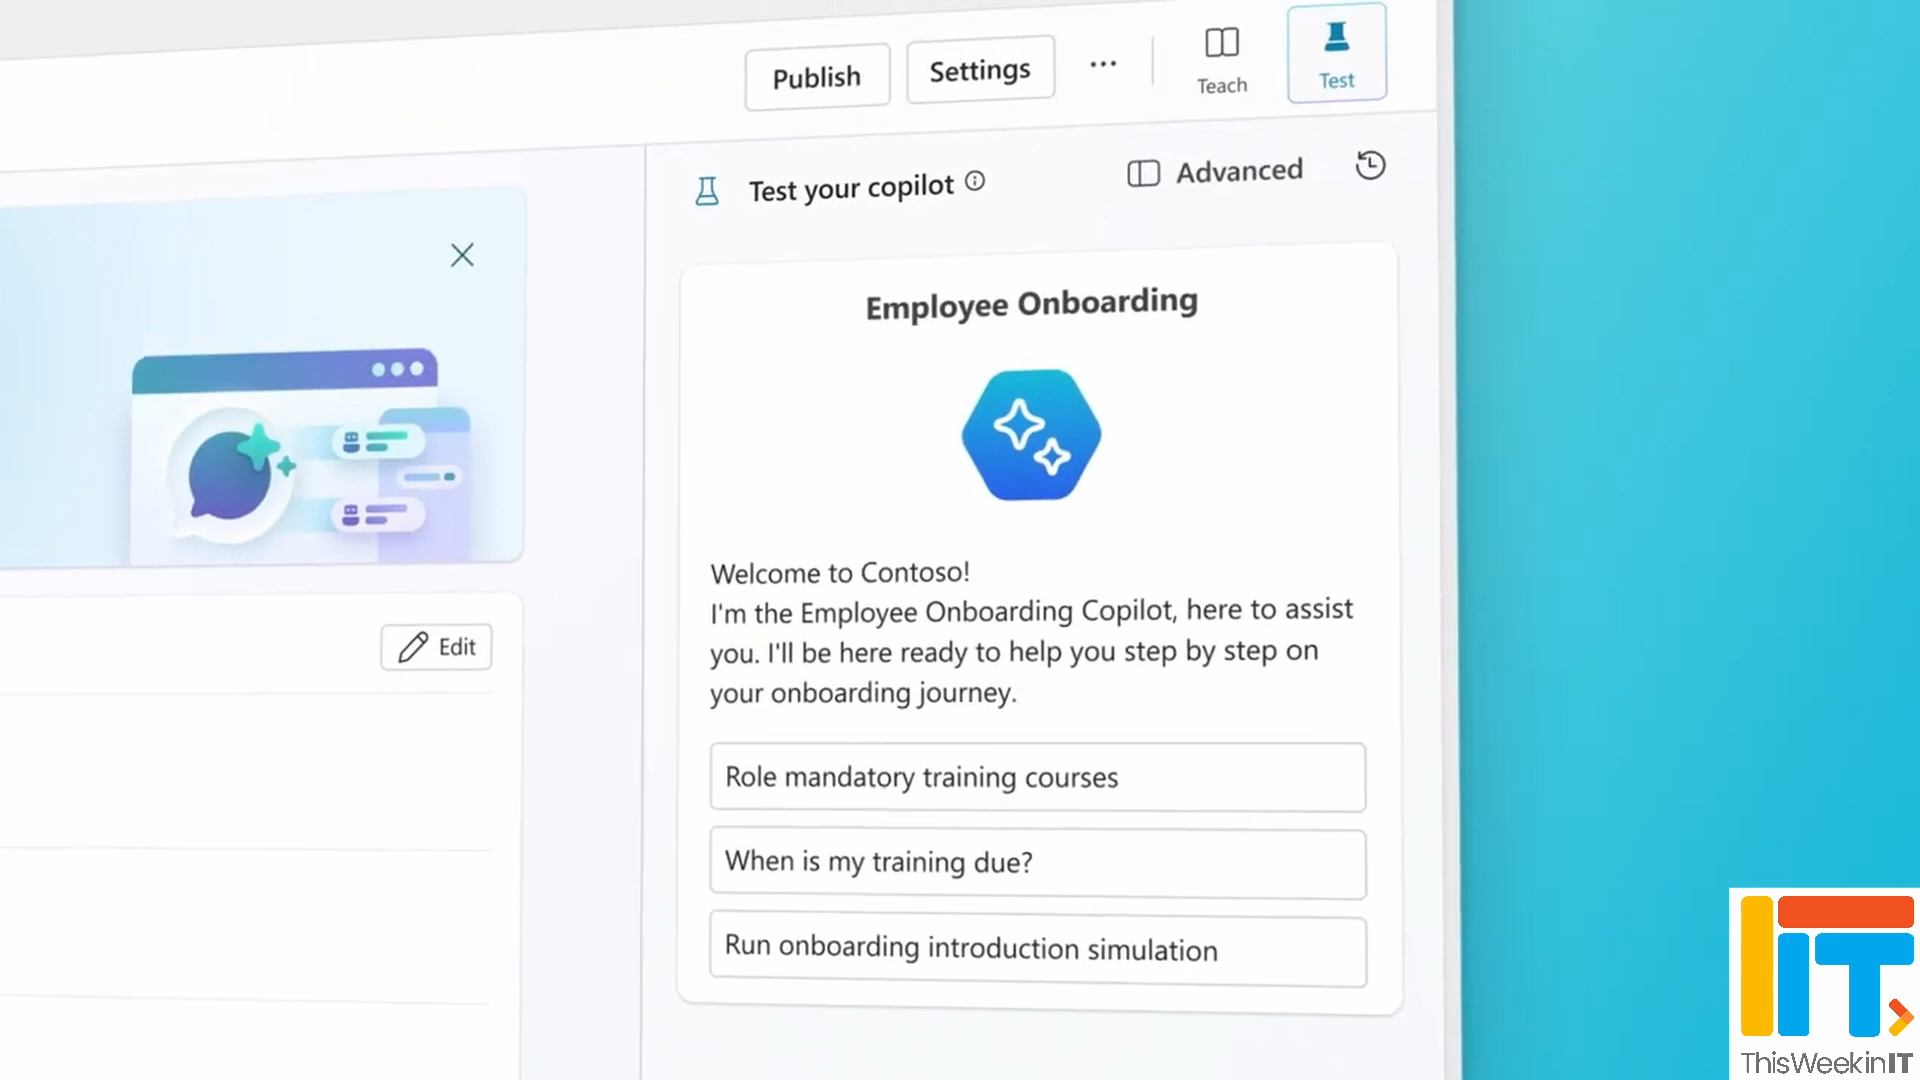 Publish
Settings
Teach
Test
Test your copilot
Advanced
Employee Onboarding
Edit
Welcome to Contoso!
I'm the Employee Onboarding Copilot, here to assist
you. I'll be here ready to help you step by step on
your onboarding journey.
Role mandatory training courses
When is my training due?
Run onboarding introduction simulation
IT
ThisWeekinIT